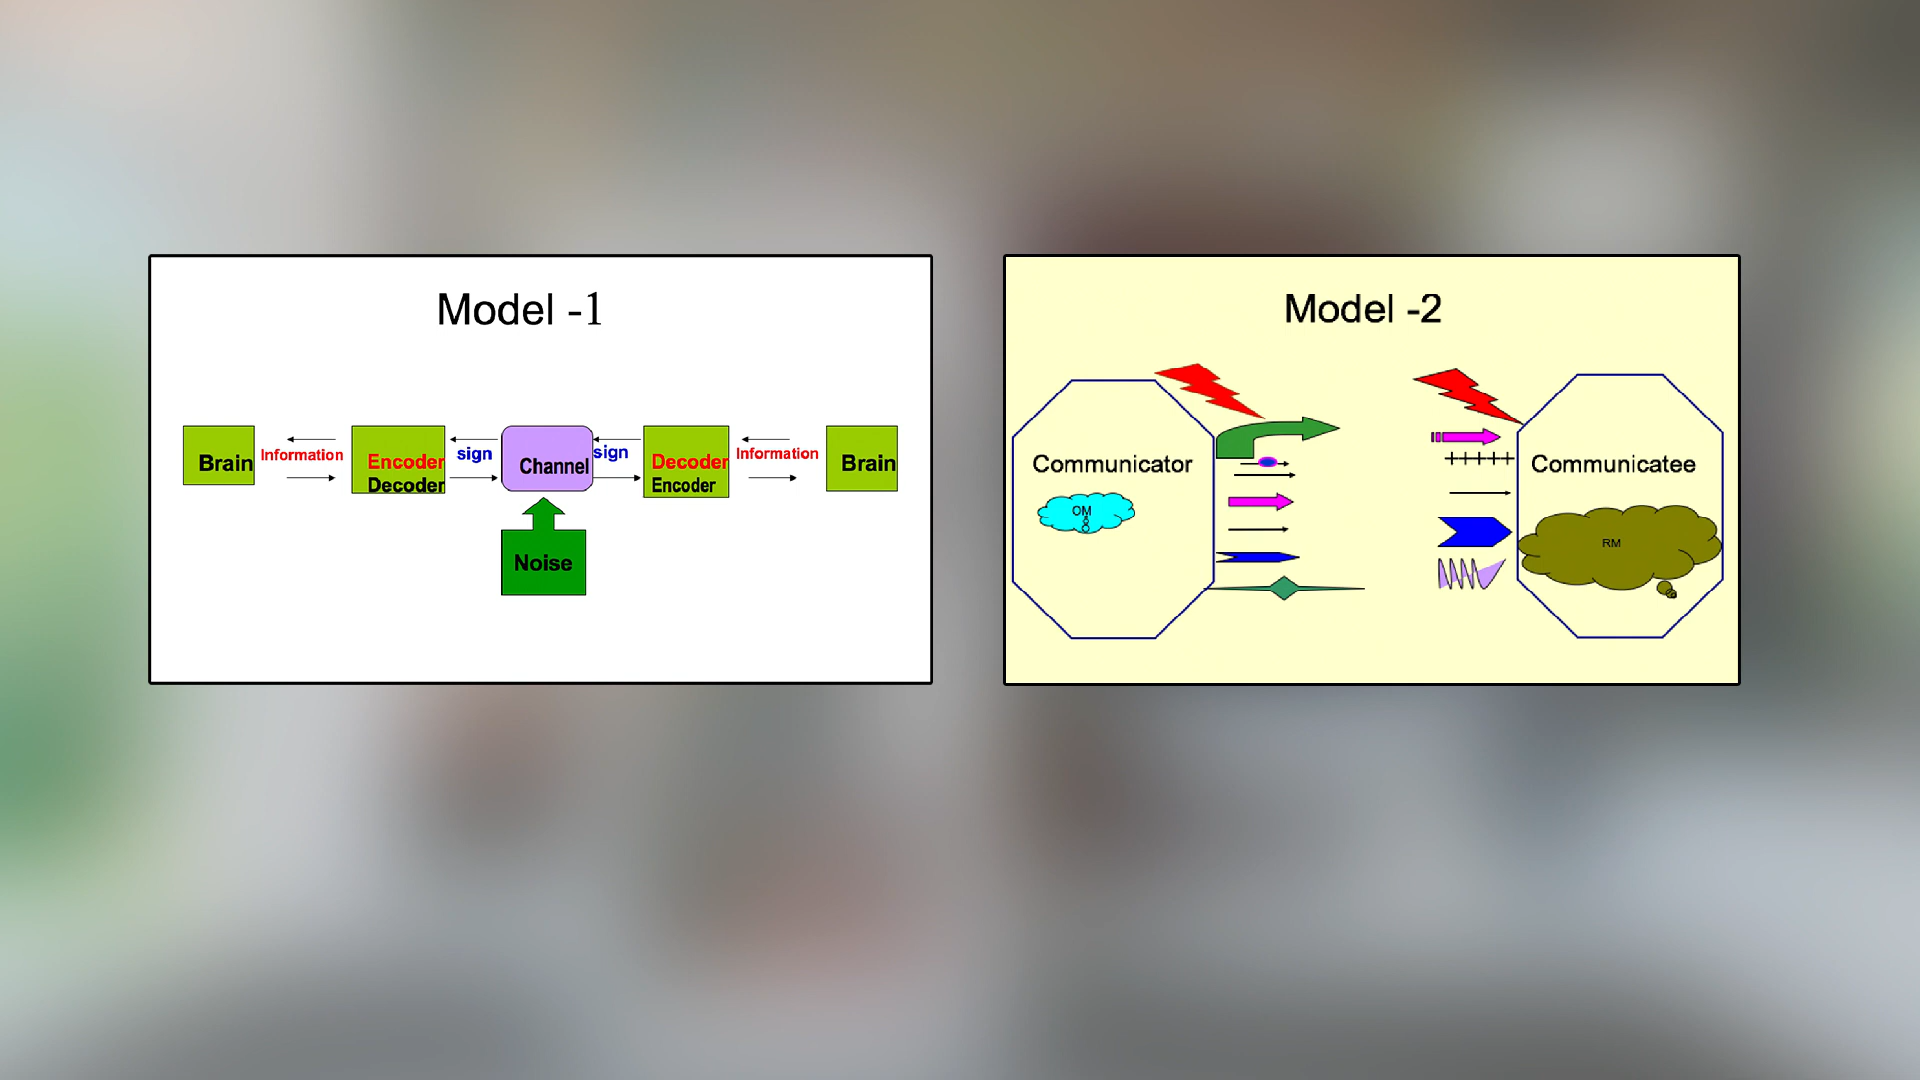 Model -1
Brain
Information
Encoder
Decoder
sign
Channel
sign
Decoder
Encoder
Information
Brain
Noise
Model -2
Communicator
OM
Communicatee
RM